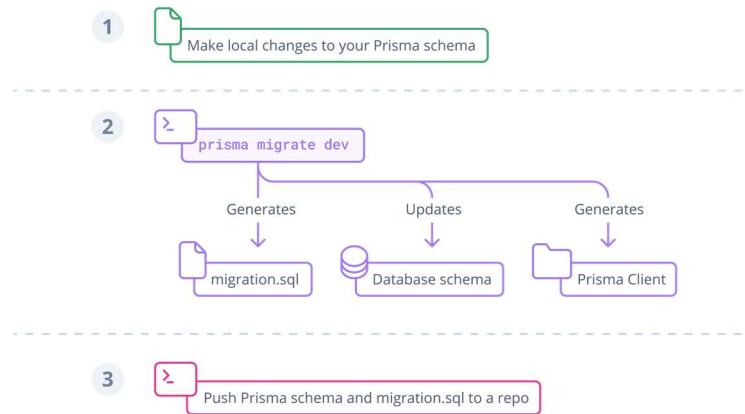 1
Make local changes to your Prisma schema
2
>_
prisma migrate dev
Generates
Updates
Generates
migration.sql
Database schema
Prisma Client
3
>_
Push Prisma schema and migration.sql to a repo